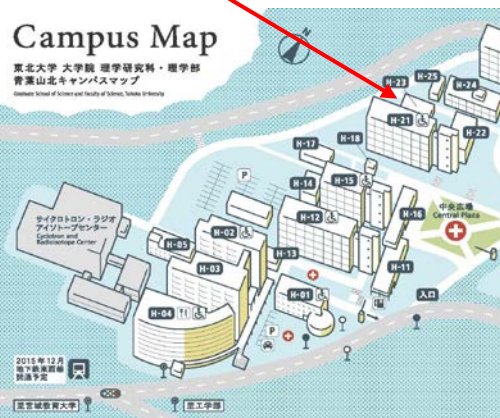 Campus Map
東北大学 大学院 理学研究科・理学部
青葉山北キャンパスマップ
Graduate School of Science and Faculty of Science, Tohoku University
N
H-23
H-25
H-24
H-21
H-22
H-18
H-17
P
H-15
H-14
中央広場
Central Plaza
H-12
H-16
サイクロトロン・ラジオ
アイソトープセンター
Cyclotron and
Radioisotope Center
H-02
H-05
H-13
H-03
H-11
H-01
入口
H-04
P
2015年12月
地下鉄東西線
開通予定
至宮城教育大学
至工学部